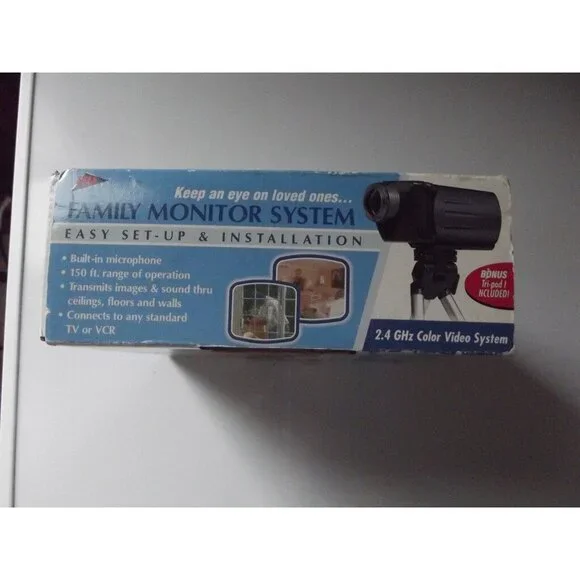 Keep an eye on loved ones...
FAMILY MONITOR SYSTEM
EASY SET-UP & INSTALLATION
• Built-in microphone
• 150 ft. range of operation
• Transmits images & sound thru
ceilings, floors and walls
• Connects to any standard
TV or VCR
BONUS
Tri-pod !
INCLUDED!
2.4 GHz Color Video System